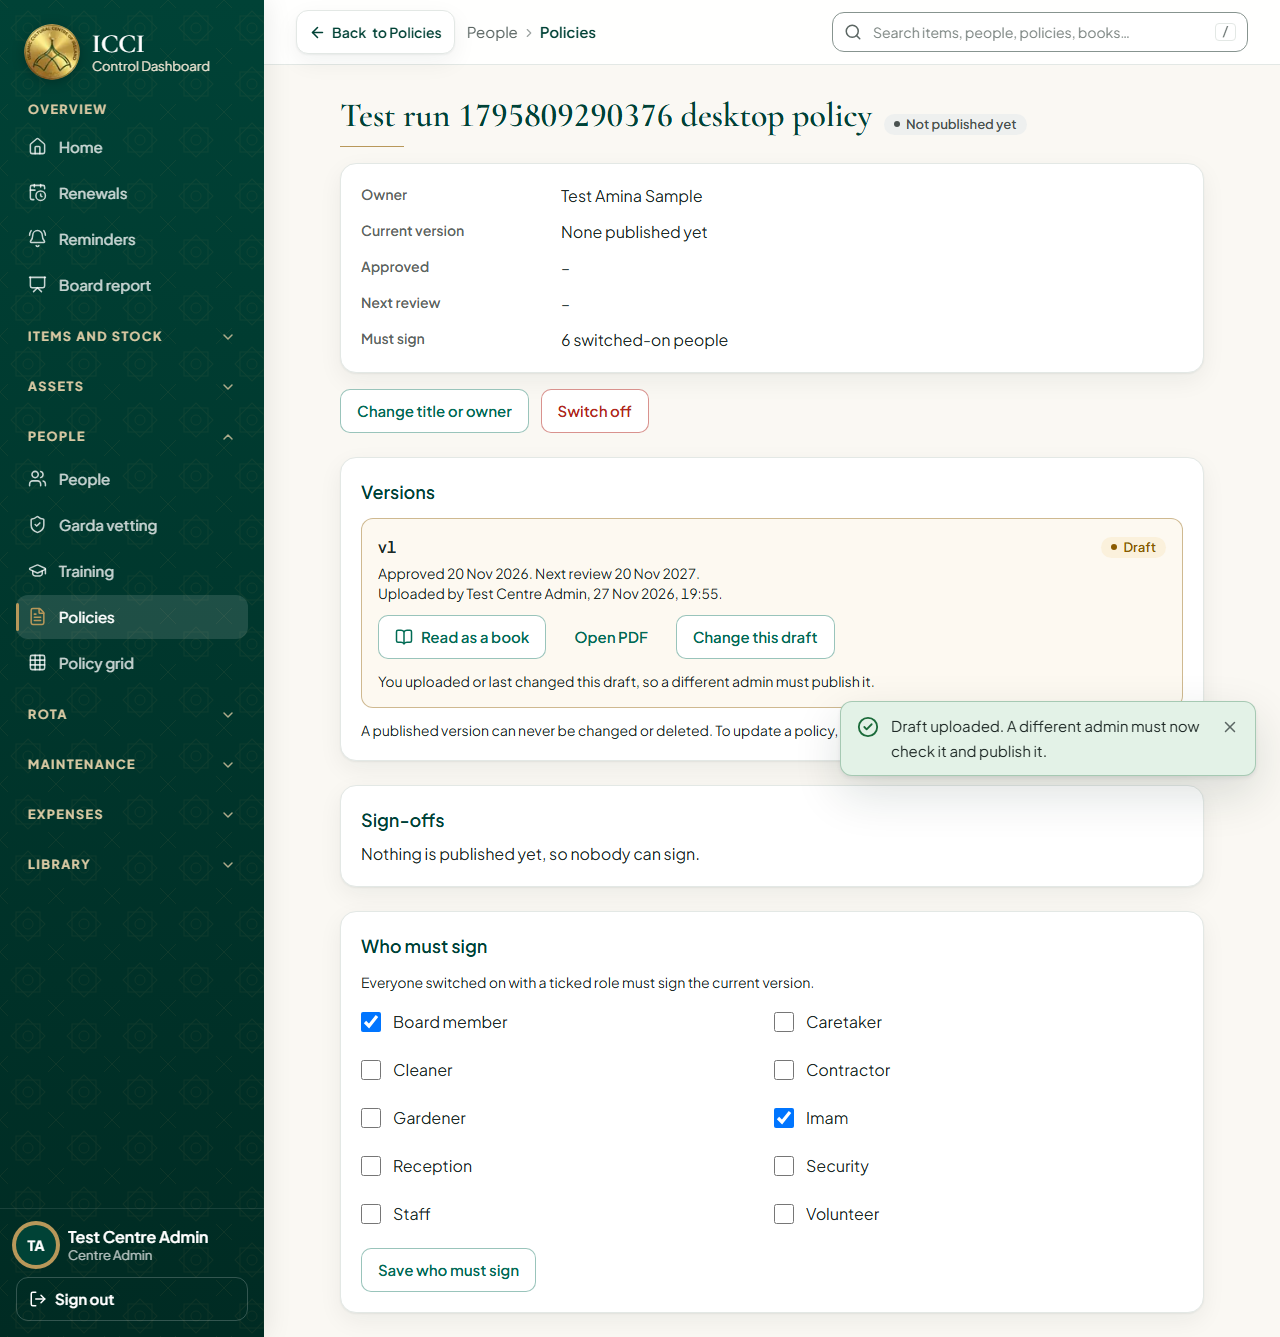 ICCI
Control Dashboard
OVERVIEW
Home
Renewals
Reminders
Board report
ITEMS AND STOCK
ASSETS
PEOPLE
People
Garda vetting
Training
Policies
Policy grid
ROTA
MAINTENANCE
EXPENSES
LIBRARY
TA
Test Centre Admin
Centre Admin
Sign out
Back to Policies
People > Policies
Search items, people, policies, books... /
Test run 1795809290376 desktop policy
Not published yet
Owner Test Amina Sample
Current version None published yet
Approved –
Next review –
Must sign 6 switched-on people
Change title or owner
Switch off
Versions
v1
Draft
Approved 20 Nov 2026. Next review 20 Nov 2027.
Uploaded by Test Centre Admin, 27 Nov 2026, 19:55.
Read as a book
Open PDF
Change this draft
You uploaded or last changed this draft, so a different admin must publish it.
A published version can never be changed or deleted. To update a policy,
Draft uploaded. A different admin must now
check it and publish it.
Sign-offs
Nothing is published yet, so nobody can sign.
Who must sign
Everyone switched on with a ticked role must sign the current version.
Board member
Caretaker
Cleaner
Contractor
Gardener
Imam
Reception
Security
Staff
Volunteer
Save who must sign